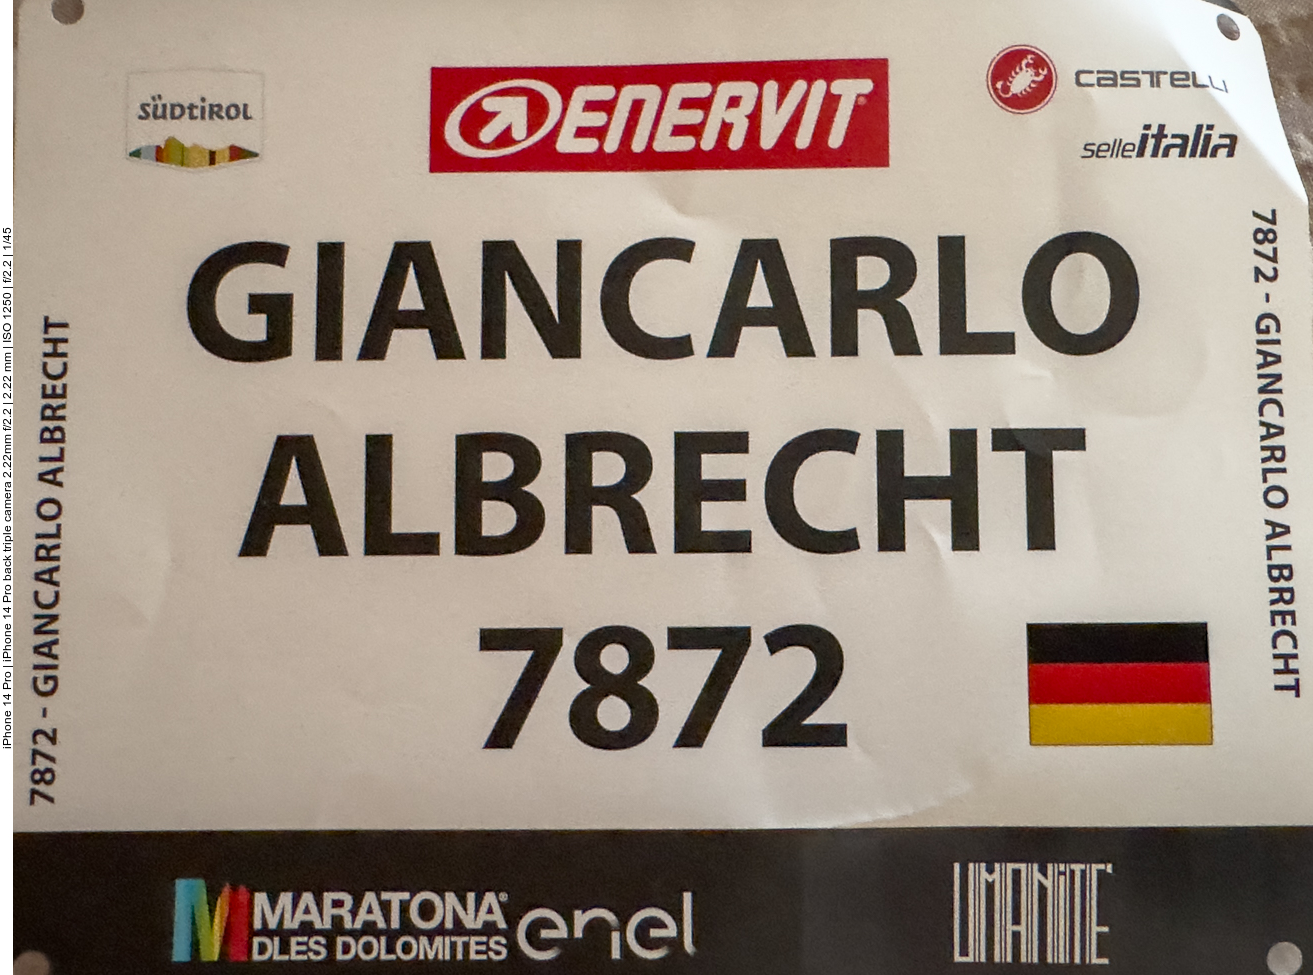 SÜDTIROL
ENERVIT
CASTELLI
selleitalia
GIANCARLO
ALBRECHT
7872
7872 - GIANCARLO ALBRECHT
7872 - GIANCARLO ALBRECHT
MARATONA®
DLES DOLOMITES
enel
UMANITÉ
iPhone 14 Pro | iPhone 14 Pro back triple camera 2.22mm f/2.2 | 2.22 mm | ISO 1250 | f/2.2 | 1/45